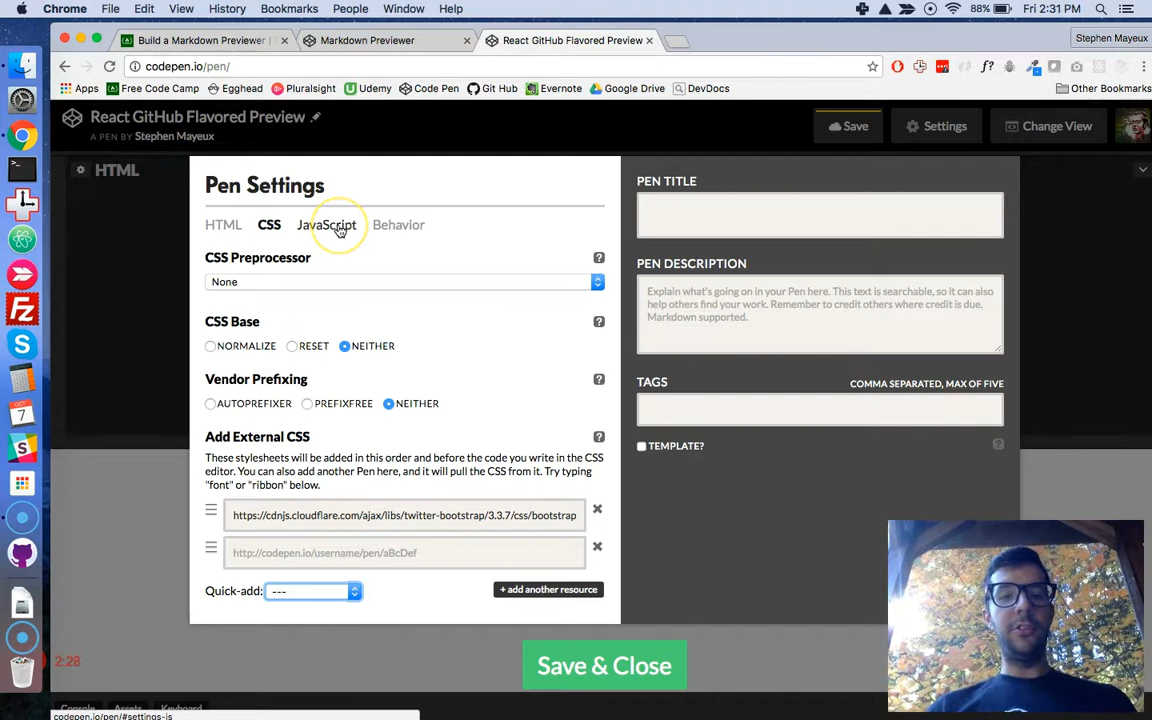 Chrome File Edit View History Bookmarks People Window Help 88% Fri 2:31 PM
Build a Markdown Previewer | Markdown Previewer React GitHub Flavored Preview Stephen Mayeux
codepen.io/pen/
Apps Free Code Camp Egghead Pluralsight Udemy Code Pen Git Hub Evernote Google Drive DevDocs Other Bookmarks
React GitHub Flavored Preview
A PEN BY Stephen Mayeux
Save Settings Change View
HTML
Pen Settings
HTML CSS JavaScript Behavior
CSS Preprocessor ?
None
CSS Base ?
NORMALIZE RESET NEITHER
Vendor Prefixing ?
AUTOPREFIXER PREFIXFREE NEITHER
Add External CSS ?
These stylesheets will be added in this order and before the code you write in the CSS
editor. You can also add another Pen here, and it will pull the CSS from it. Try typing
"font" or "ribbon" below.
https://cdnjs.cloudflare.com/ajax/libs/twitter-bootstrap/3.3.7/css/bootstrap
http://codepen.io/username/pen/aBcDef
Quick-add: --- + add another resource
PEN TITLE
PEN DESCRIPTION
Explain what's going on in your Pen here. This text is searchable, so it can also
help others find your work. Remember to credit others where credit is due.
Markdown supported.
TAGS COMMA SEPARATED, MAX OF FIVE
TEMPLATE? ?
Save & Close
2:28
Console Assets Keyboard
codepen.io/pen/#settings-js